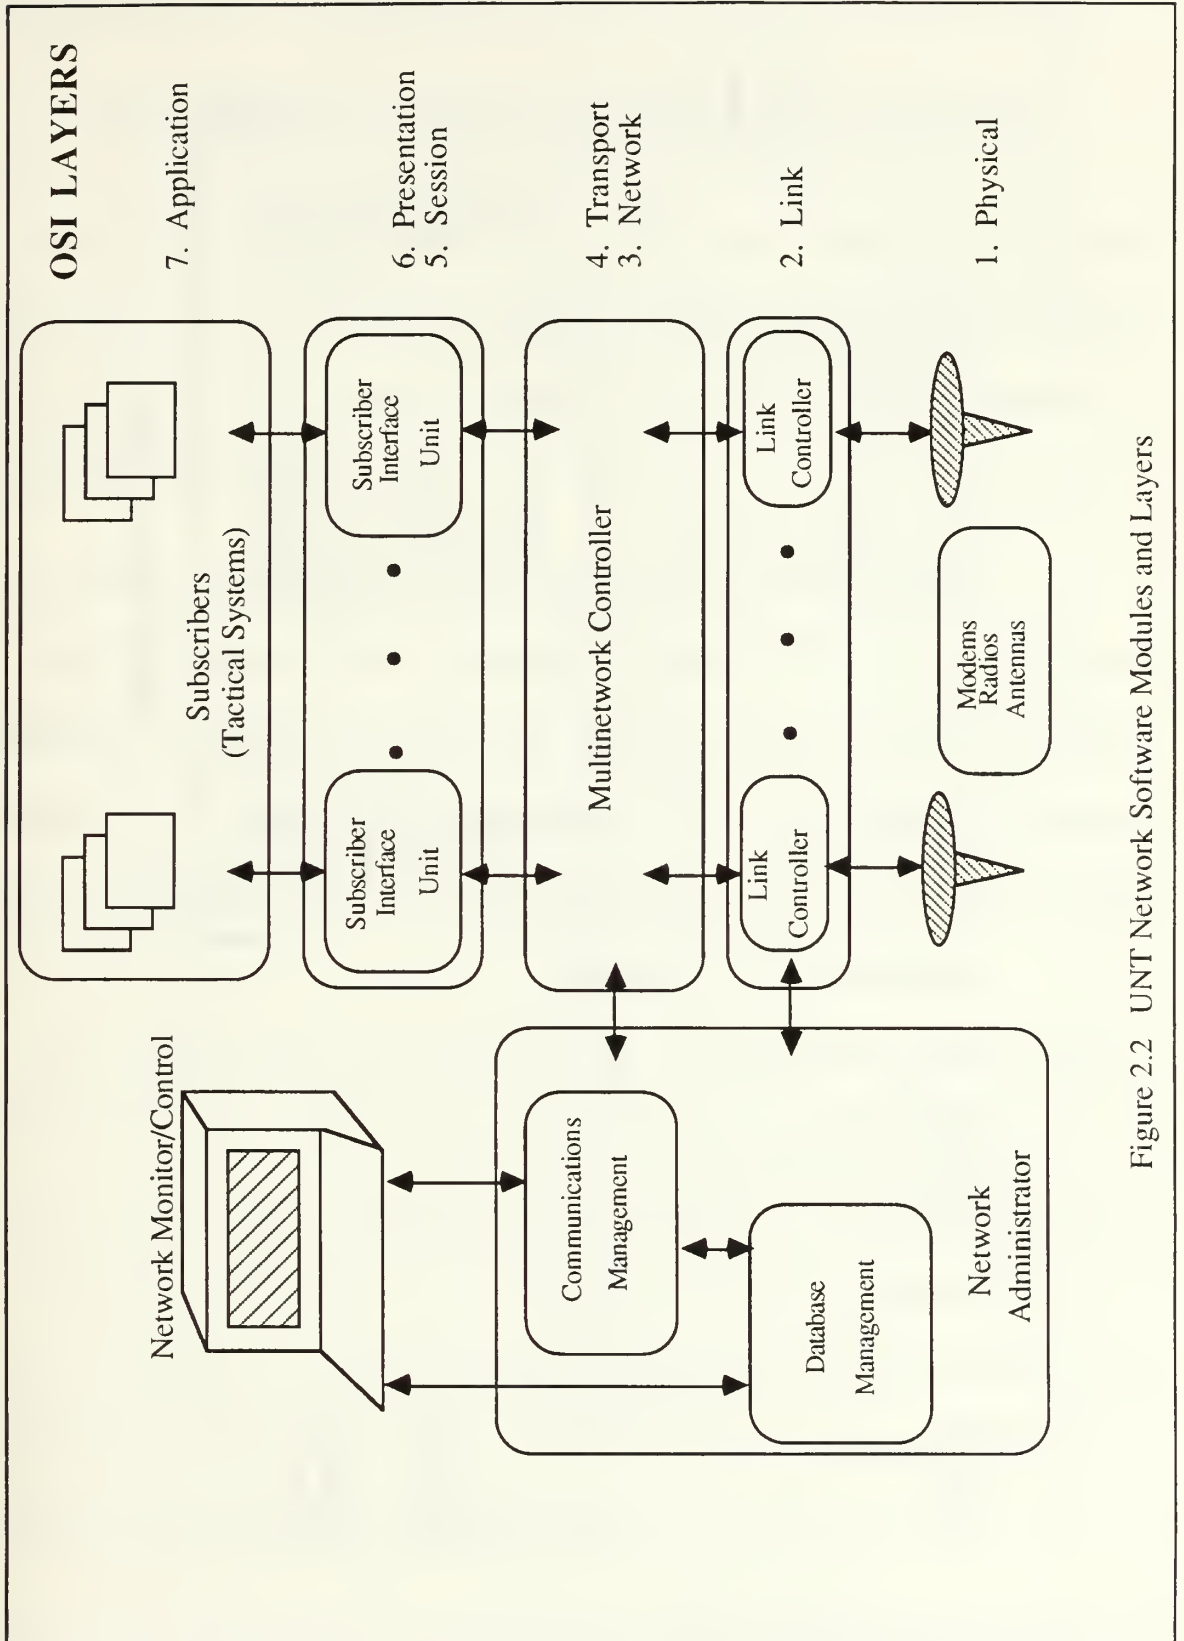 OSI LAYERS
7. Application
6. Presentation
5. Session
4. Transport
3. Network
2. Link
1. Physical
Subscribers
(Tactical Systems)
Subscriber
Interface
Unit
Subscriber
Interface
Unit
Multinetwork Controller
Link
Controller
Link
Controller
Modems
Radios
Antennas
Network Monitor/Control
Communications
Management
Database
Management
Network
Administrator
Figure 2.2 UNT Network Software Modules and Layers